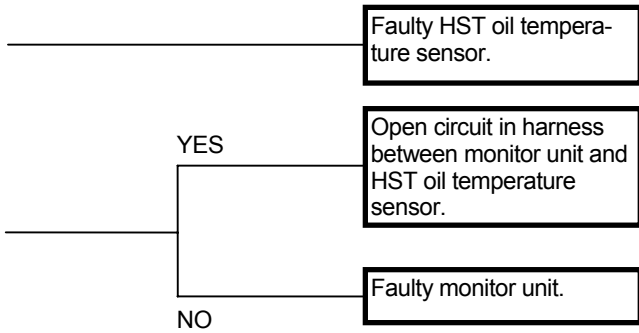 Faulty HST oil tempera-
ture sensor.
YES
Open circuit in harness
between monitor unit and
HST oil temperature
sensor.
Faulty monitor unit.
NO